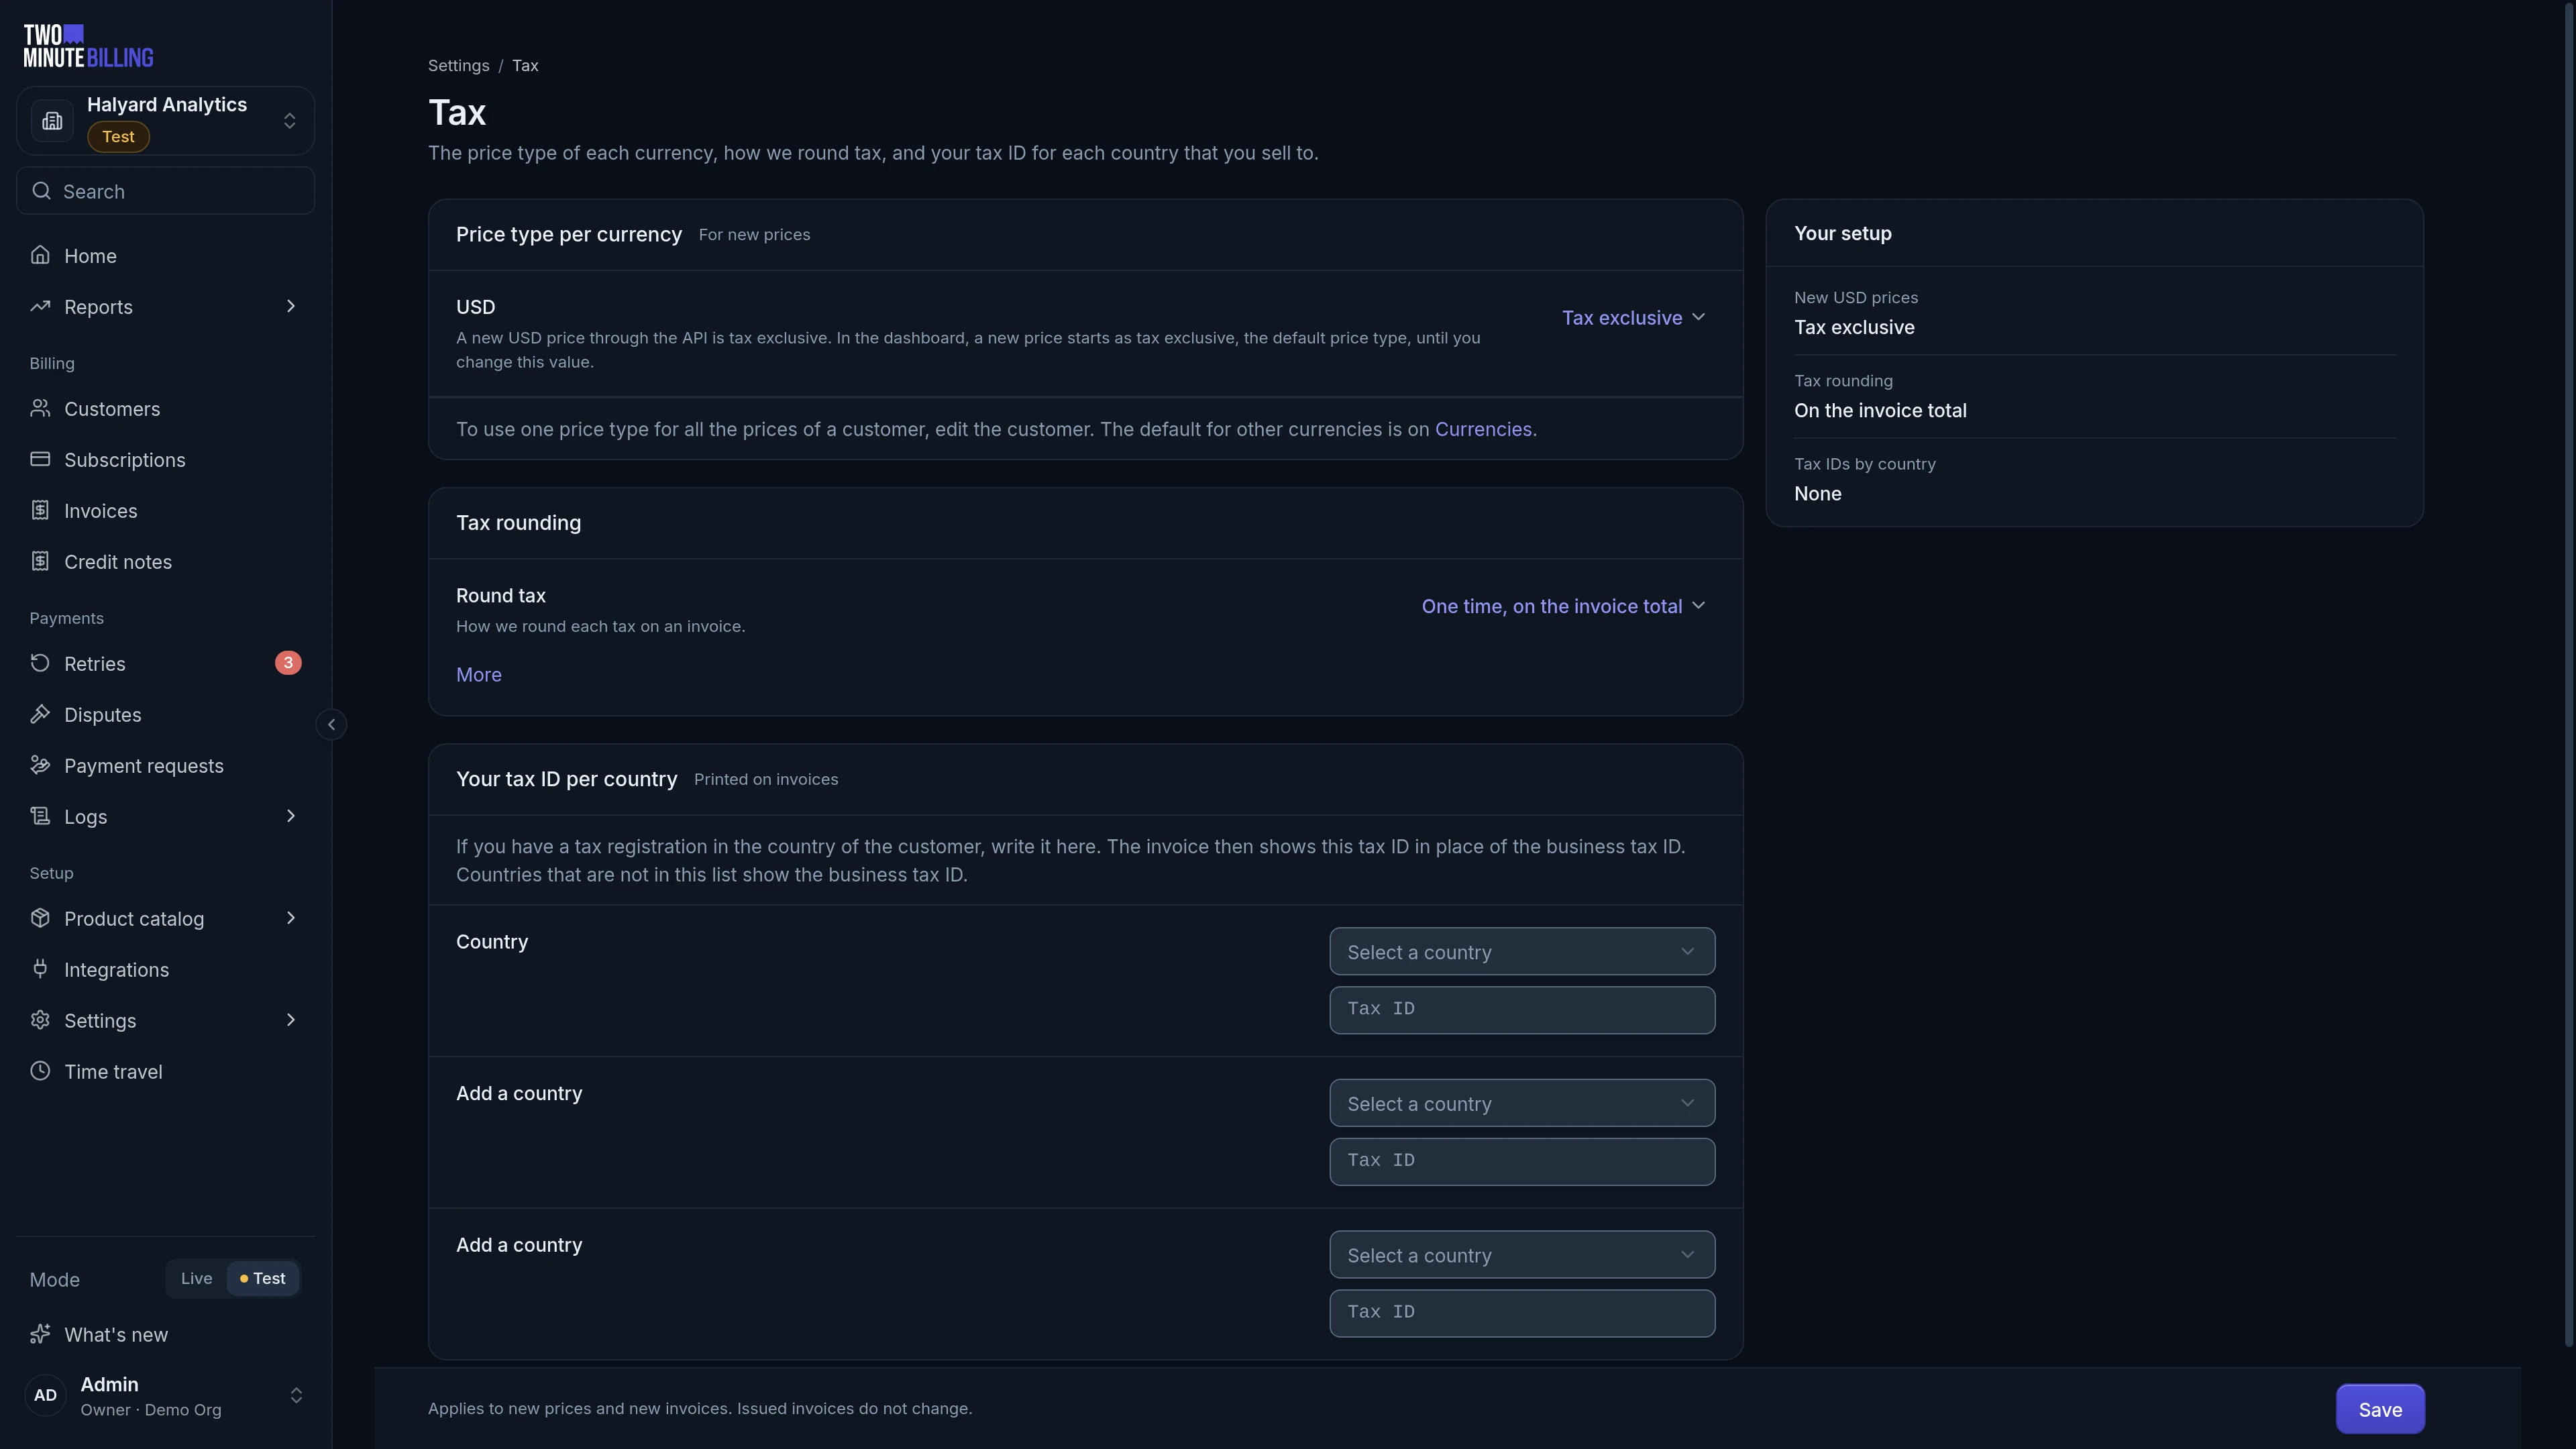 TWO
MINUTE BILLING
Halyard Analytics
Test
Search
Home
Reports
Billing
Customers
Subscriptions
Invoices
Credit notes
Payments
Retries
3
Disputes
Payment requests
Logs
Setup
Product catalog
Integrations
Settings
Time travel
Mode
Live
Test
What's new
AD
Admin
Owner · Demo Org
Settings / Tax
Tax
The price type of each currency, how we round tax, and your tax ID for each country that you sell to.
Price type per currency
For new prices
USD
A new USD price through the API is tax exclusive. In the dashboard, a new price starts as tax exclusive, the default price type, until you
change this value.
Tax exclusive
To use one price type for all the prices of a customer, edit the customer. The default for other currencies is on Currencies.
Tax rounding
Round tax
How we round each tax on an invoice.
One time, on the invoice total
More
Your tax ID per country
Printed on invoices
If you have a tax registration in the country of the customer, write it here. The invoice then shows this tax ID in place of the business tax ID.
Countries that are not in this list show the business tax ID.
Country
Select a country
Tax ID
Add a country
Select a country
Tax ID
Add a country
Select a country
Tax ID
Your setup
New USD prices
Tax exclusive
Tax rounding
On the invoice total
Tax IDs by country
None
Applies to new prices and new invoices. Issued invoices do not change.
Save